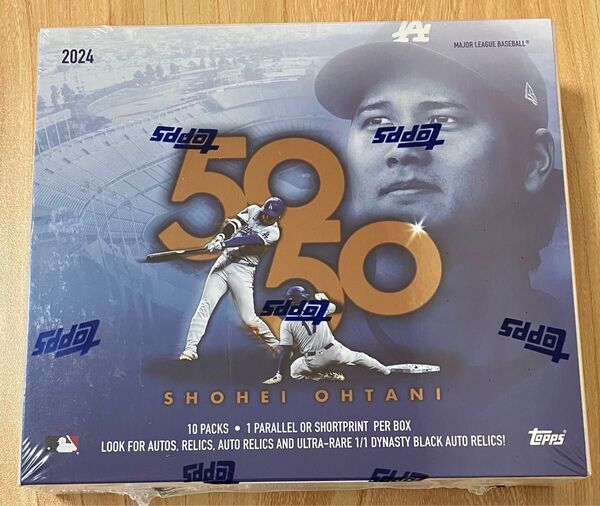 2024
LA
MAJOR LEAGUE BASEBALL®
Topps
Topps
50
50
Topps
Topps
Topps
SHOHEI OHTANI
10 PACKS • 1 PARALLEL OR SHORTPRINT PER BOX
LOOK FOR AUTOS, RELICS, AUTO RELICS AND ULTRA-RARE 1/1 DYNASTY BLACK AUTO RELICS!
Topps
Topps
Topps